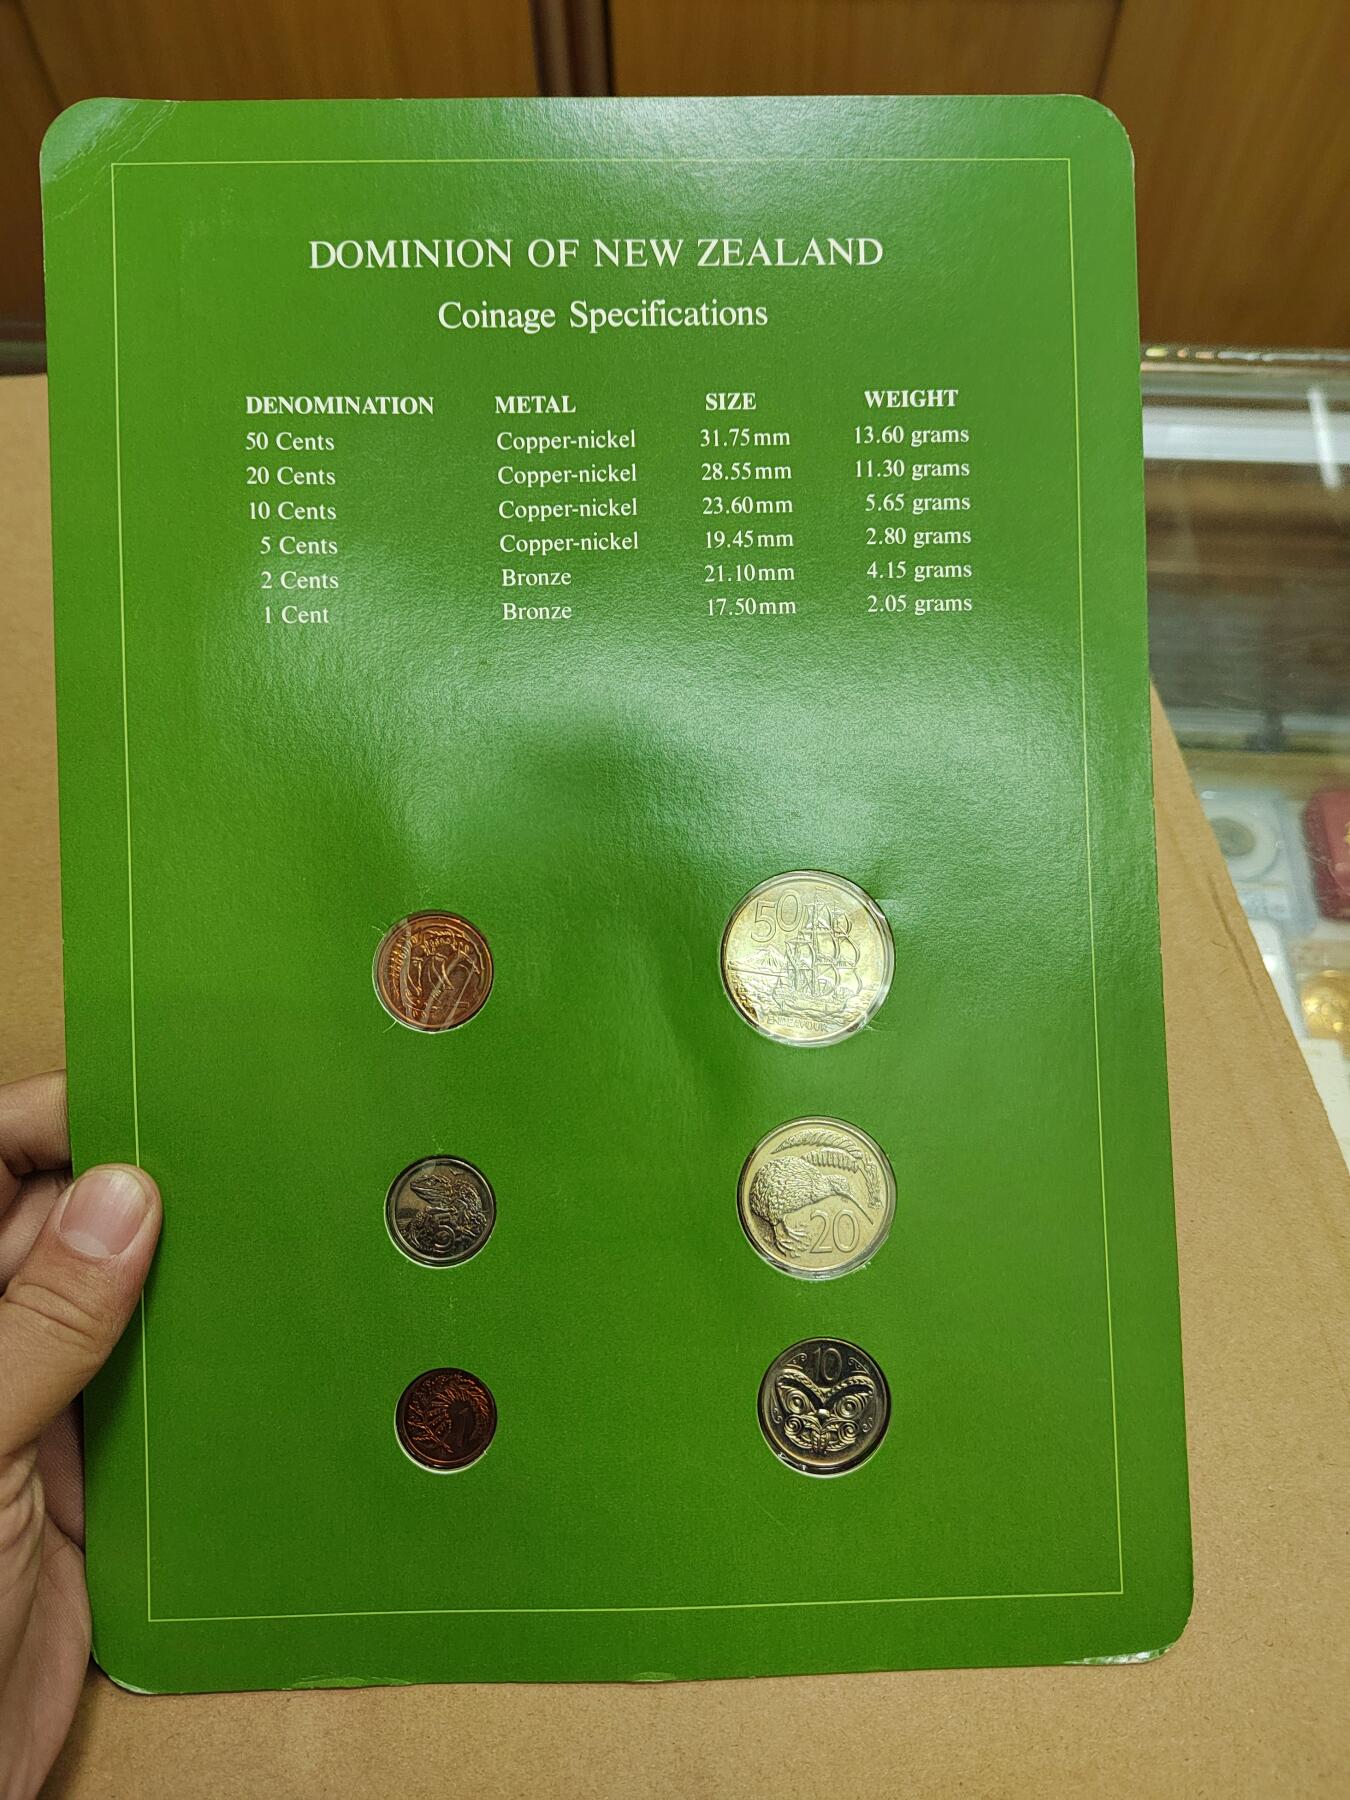 DOMINION OF NEW ZEALAND
Coinage Specifications
DENOMINATION METAL SIZE WEIGHT
50 Cents Copper-nickel 31.75mm 13.60 grams
20 Cents Copper-nickel 28.55mm 11.30 grams
10 Cents Copper-nickel 23.60mm 5.65 grams
5 Cents Copper-nickel 19.45mm 2.80 grams
2 Cents Bronze 21.10mm 4.15 grams
1 Cent Bronze 17.50mm 2.05 grams
50
ENDEAVOUR
5
20
1
10